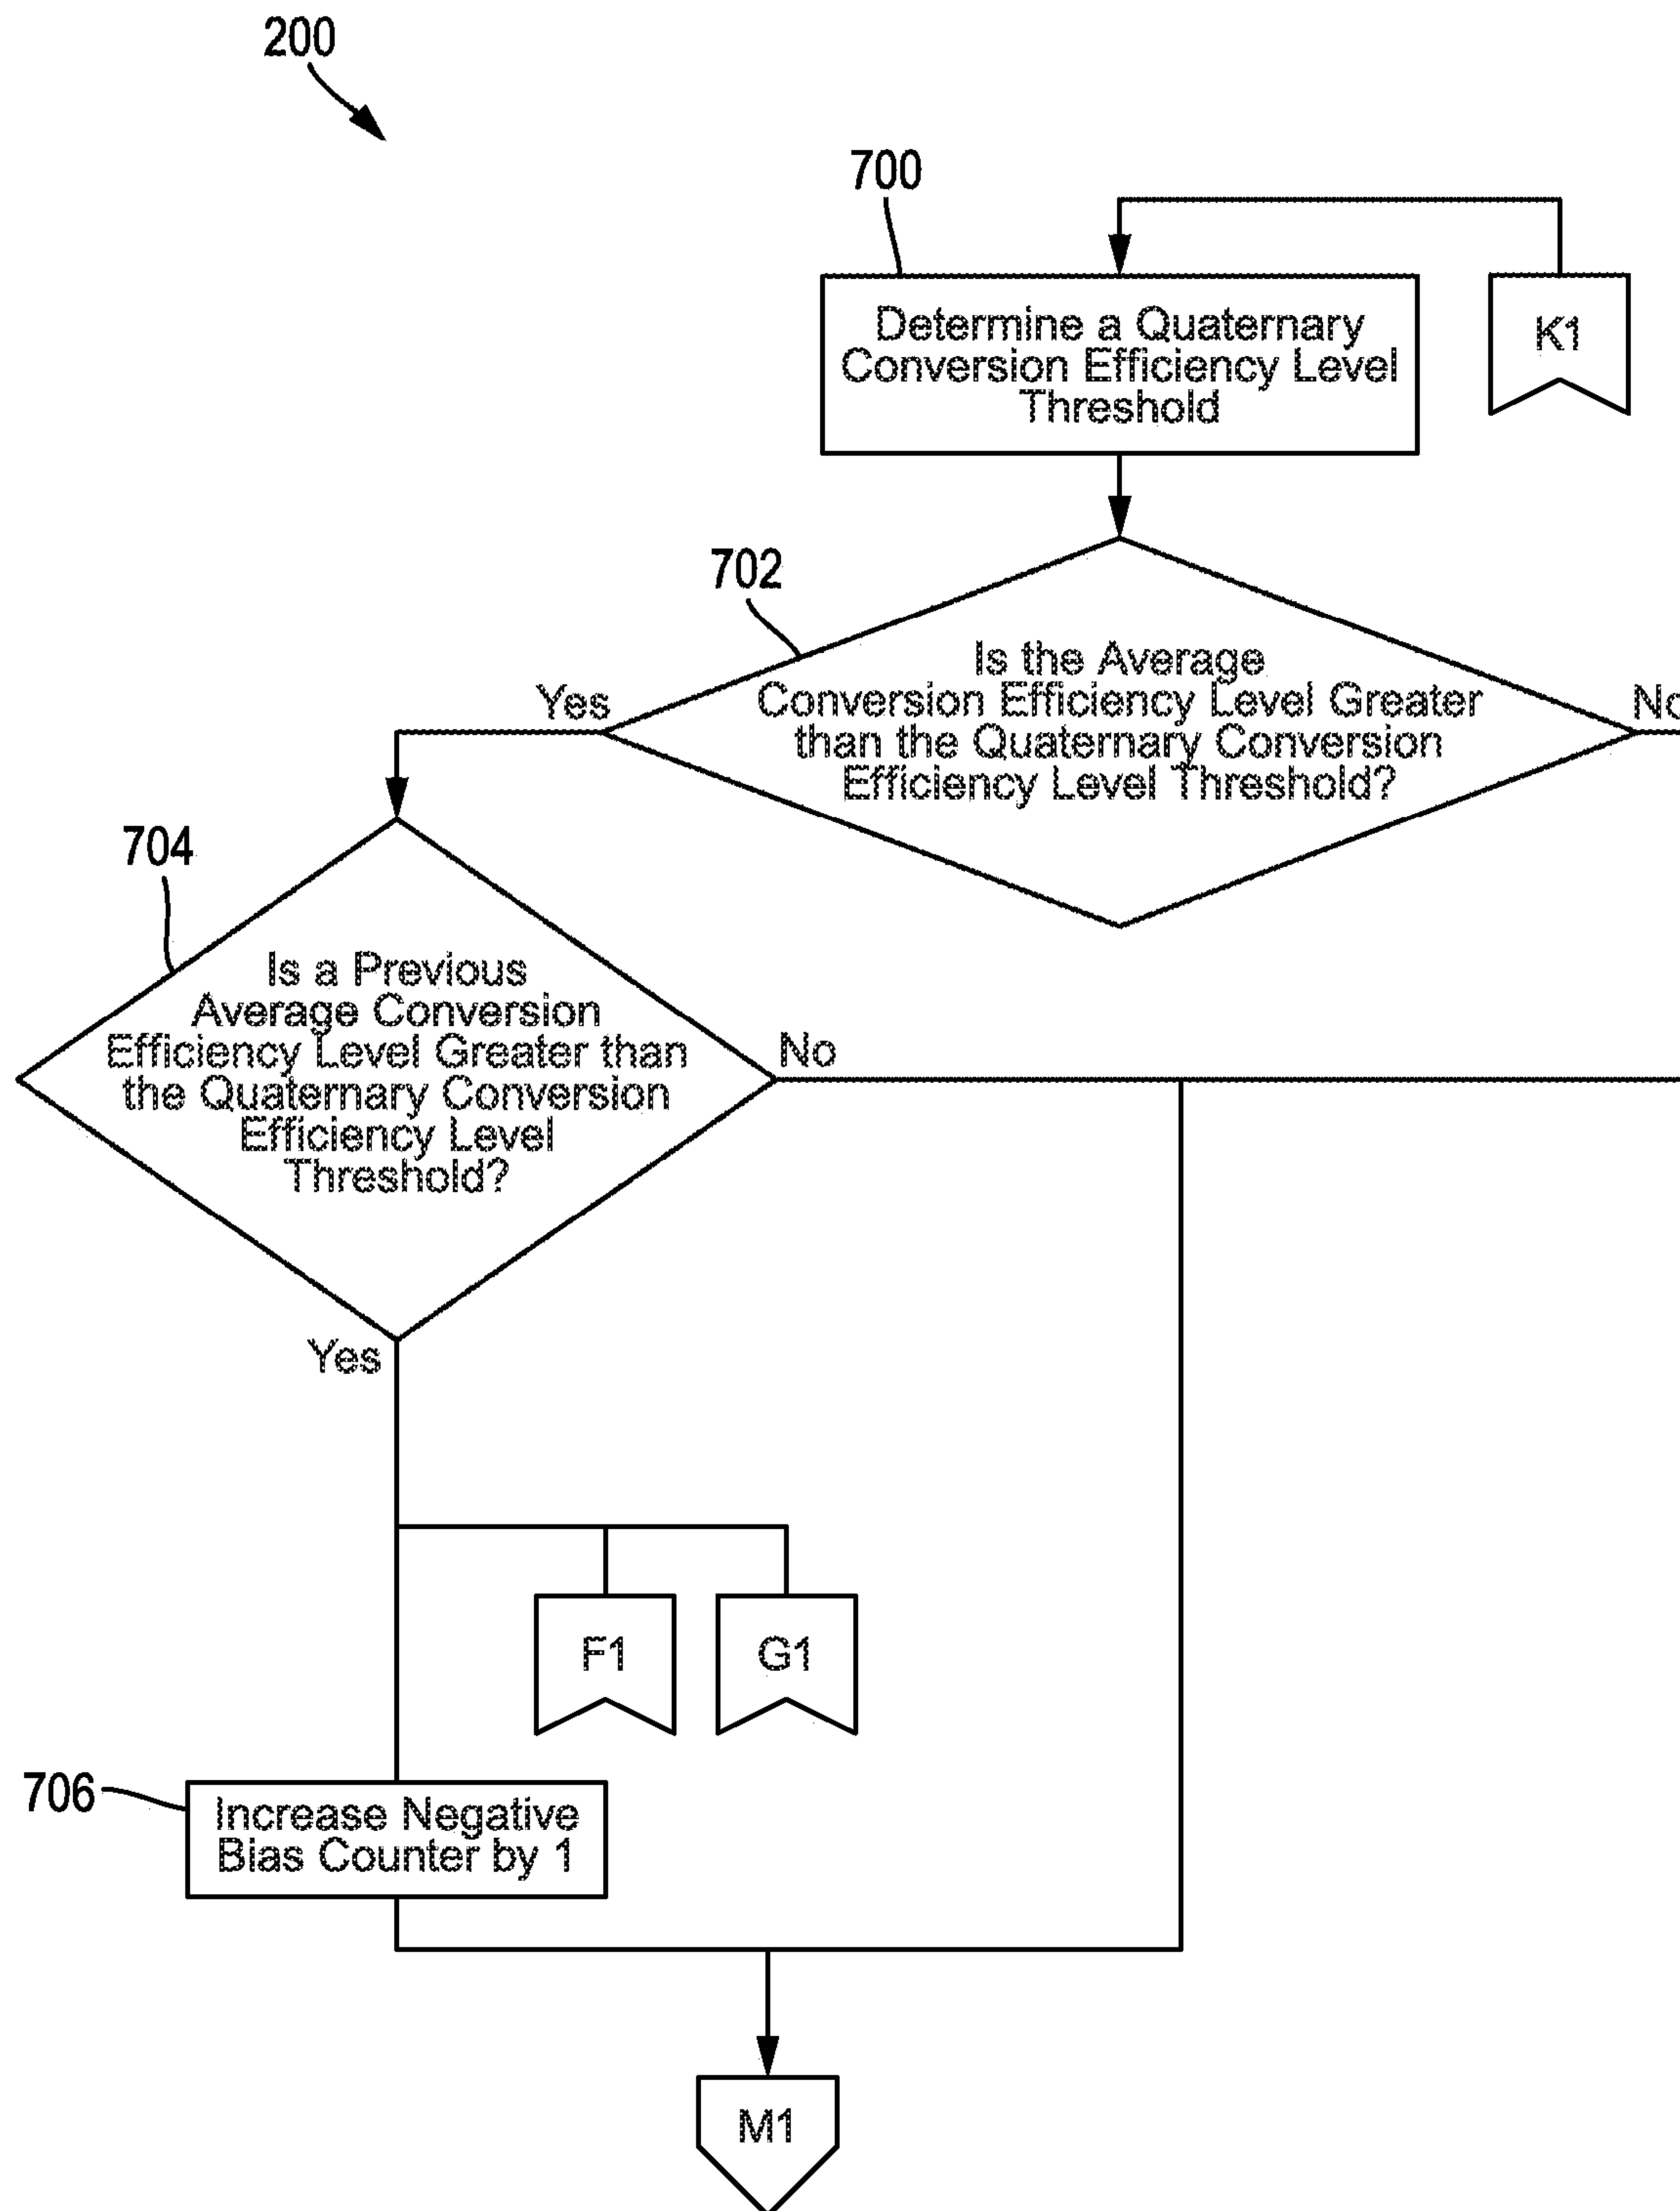 200
700
Determine a Quaternary
Conversion Efficiency Level
Threshold
K1
702
Is the Average
Conversion Efficiency Level Greater
than the Quaternary Conversion
Efficiency Level Threshold?
Yes
No
704
Is a Previous
Average Conversion
Efficiency Level Greater than
the Quaternary Conversion
Efficiency Level
Threshold?
No
Yes
F1
G1
706
Increase Negative
Bias Counter by 1
M1